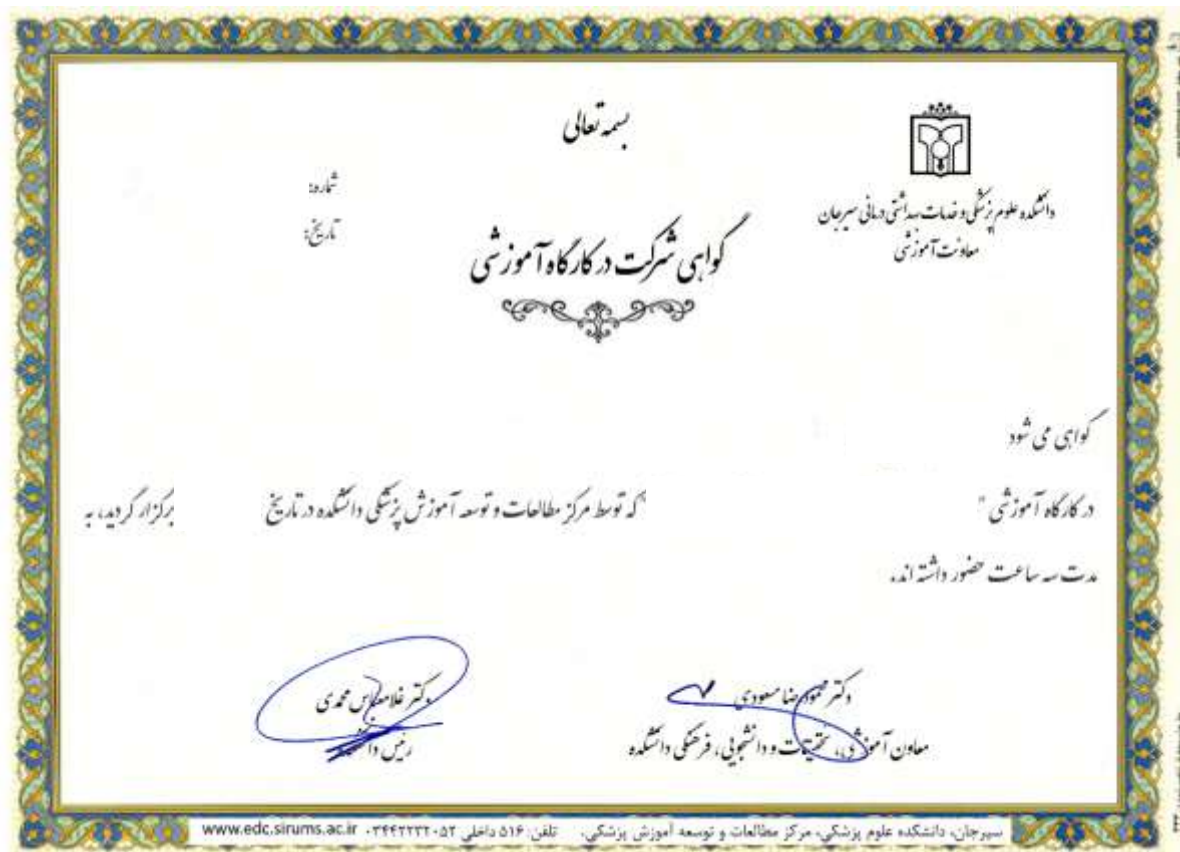 بسمه تعالی
دانشکده علوم پزشکی و خدمات بهداشتی درمانی سیرجان
معاونت آموزشی
شماره:
تاریخ:
گواهی شرکت در کارگاه آموزشی
گواهی می شود
در کارگاه آموزشی " "که توسط مرکز مطالعات و توسعه آموزش پزشکی دانشکده در تاریخ برگزار گردید، به
مدت سه ساعت حضور داشته اند.
دکتر محمود رضا مسعودی
معاون آموزشی، تحقیقات و دانشجویی، فرهنگی دانشکده
دکتر غلامعباس محمدی
رئیس دانشکده
سیرجان، دانشکده علوم پزشکی، مرکز مطالعات و توسعه آموزش پزشکی. تلفن: ۵۱۶ داخلی ۰۳۴۴۲۲۳۲۰۵۲ www.edc.sirums.ac.ir